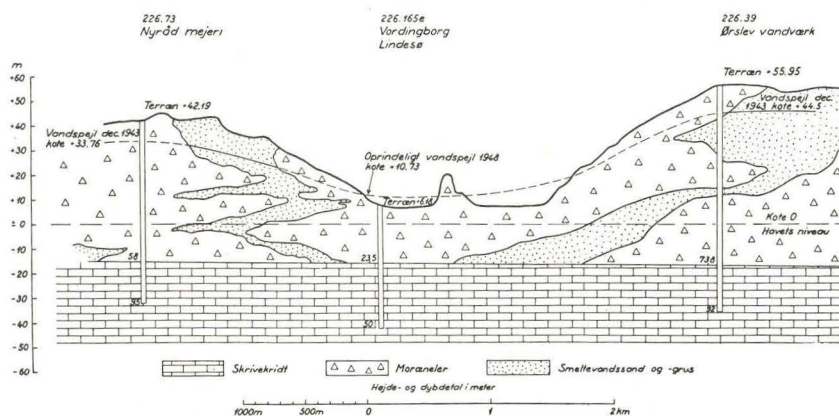 226.73
Nyråd mejeri
226.165e
Vordingborg
Lindesø
226.39
Ørslev vandværk
m
+60
+50
+40
+30
+20
+10
± 0
-10
-20
-30
-40
-50
-60
Terræn +42.19
Vandspejl dec. 1943
kote +33.76
Oprindeligt vandspejl 1948
kote +10.73
Terræn +6.18
Terræn +55.95
Vandspejl dec.
1943 kote +44.5
Kote 0
Havets niveau
58
95
23,5
50
73,8
92
Skrivekridt
Moræneler
Smeltevandssand og -grus
Højde- og dybdetal i meter
1000m 500m 0 1 2 km